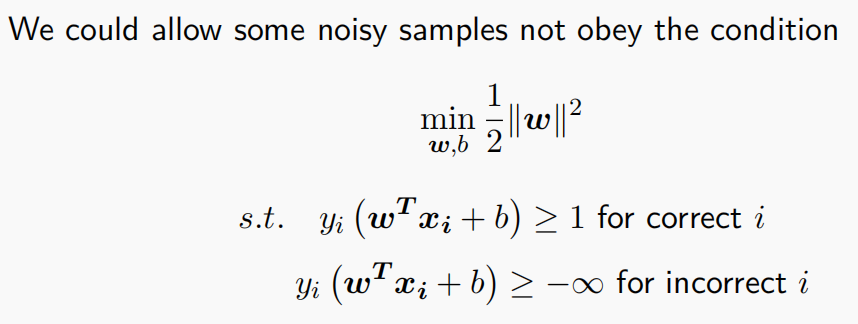 We could allow some noisy samples not obey the condition
min_{w,b} \frac{1}{2} \|w\|^2
s.t. y_i (w^T x_i + b) ≥ 1 for correct i
y_i (w^T x_i + b) ≥ −∞ for incorrect i